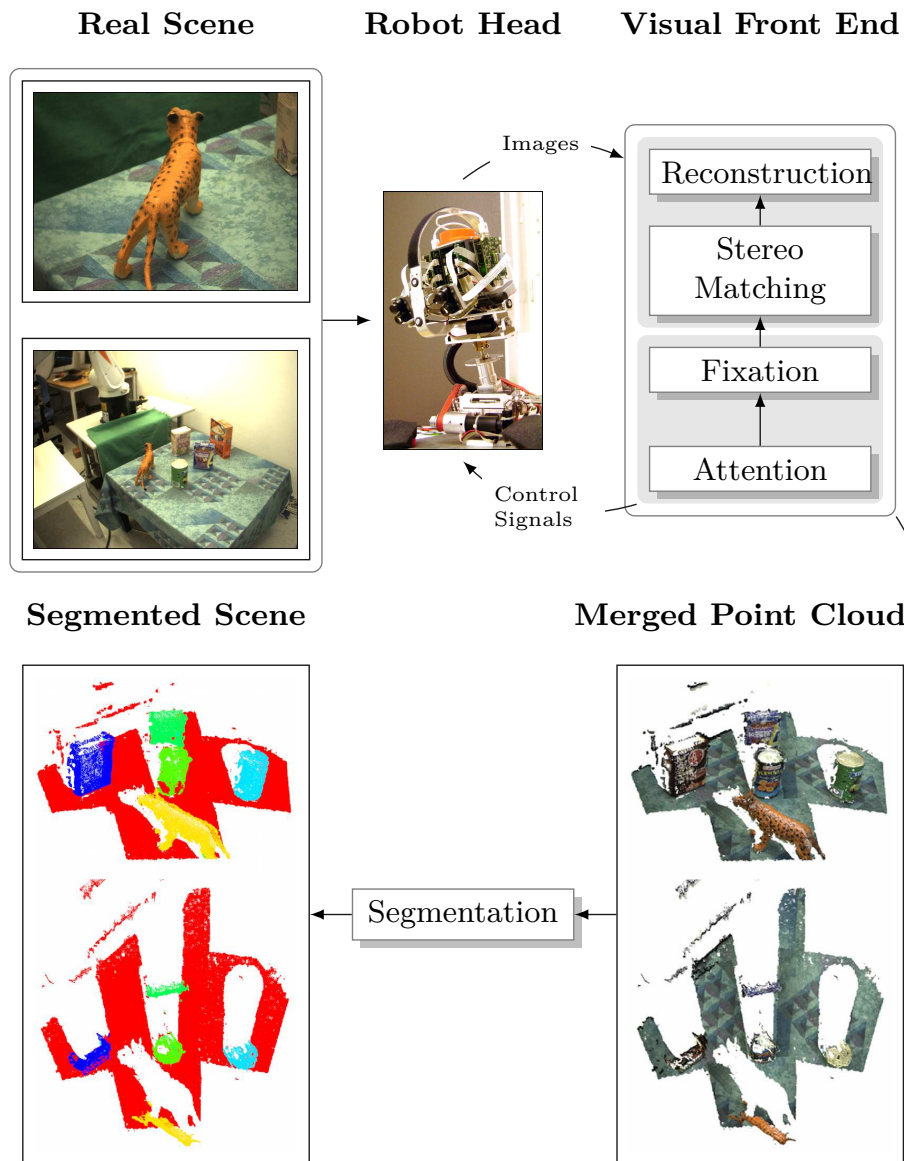 Real Scene
Robot Head
Visual Front End
Images
Reconstruction
Stereo
Matching
Fixation
Attention
Control
Signals
Segmented Scene
Merged Point Cloud
Segmentation